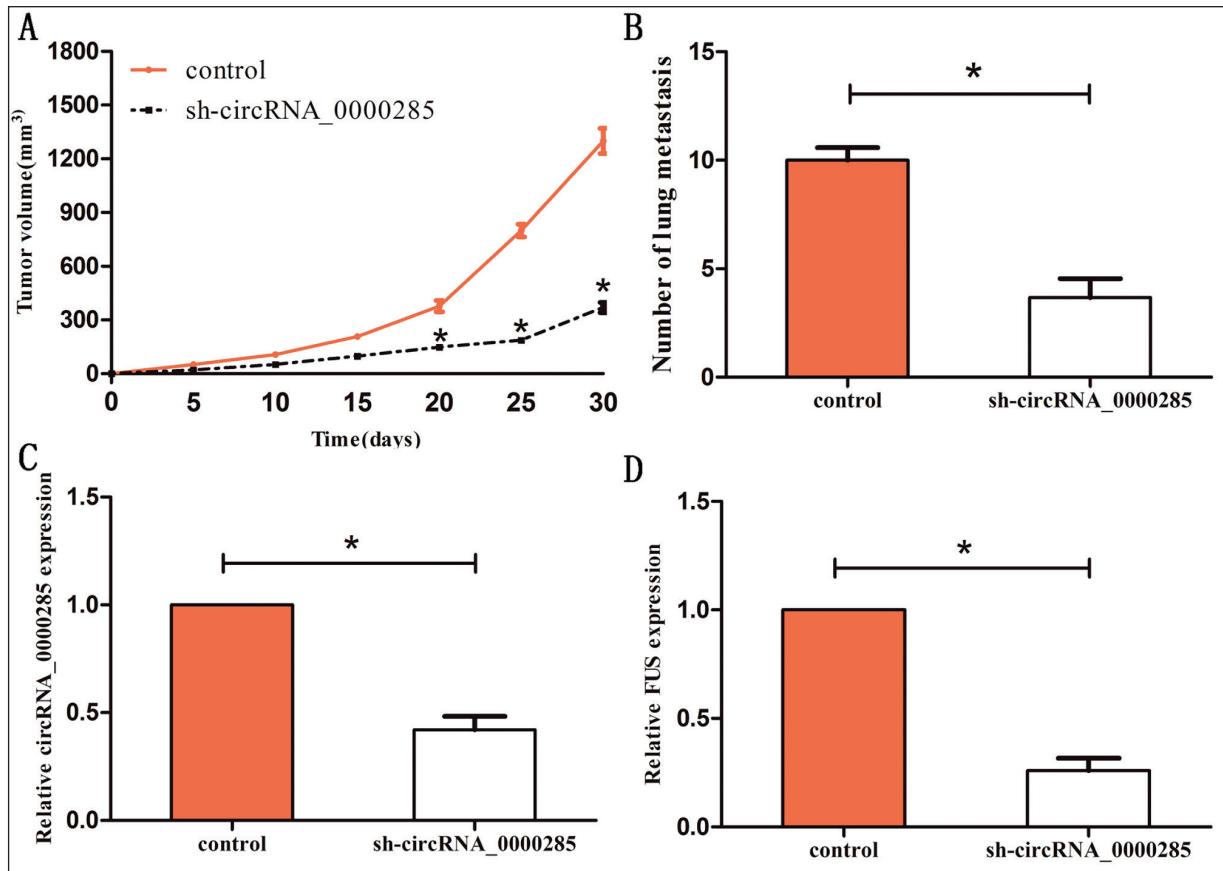 A
Tumor volume(mm³)
1800
1500
1200
900
600
300
0
control
sh-circRNA_0000285
*
*
*
0 5 10 15 20 25 30
Time(days)
B
Number of lung metastasis
15
10
5
0
*
control sh-circRNA_0000285
C
Relative circRNA_0000285 expression
1.5
1.0
0.5
0.0
*
control sh-circRNA_0000285
D
Relative FUS expression
1.5
1.0
0.5
0.0
*
control sh-circRNA_0000285